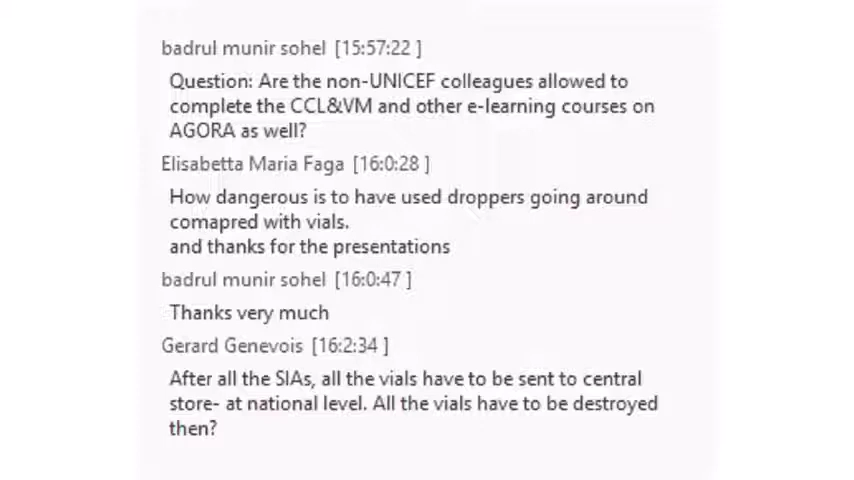 badrul munir sohel [15:57:22 ]
Question: Are the non-UNICEF colleagues allowed to
complete the CCL&VM and other e-learning courses on
AGORA as well?
Elisabetta Maria Faga [16:0:28 ]
How dangerous is to have used droppers going around
comapred with vials.
and thanks for the presentations
badrul munir sohel [16:0:47 ]
Thanks very much
Gerard Genevois [16:2:34 ]
After all the SIAs, all the vials have to be sent to central
store- at national level. All the vials have to be destroyed
then?